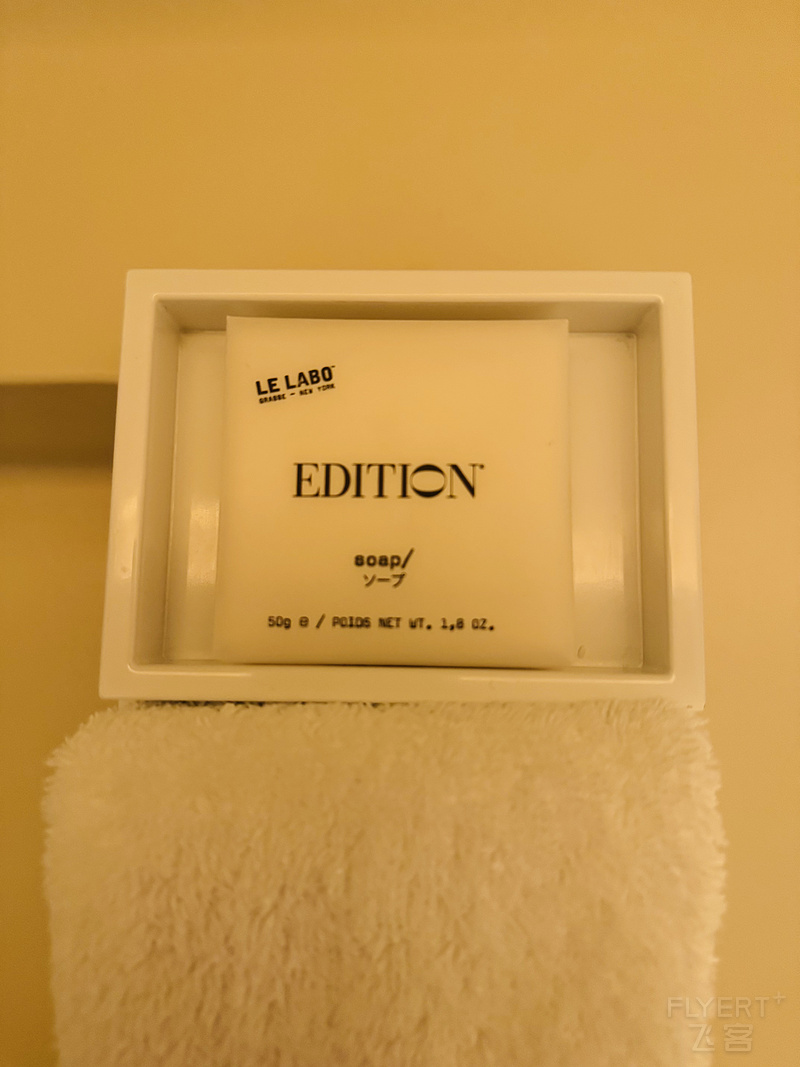 LE LABO
GRASSE — NEW YORK
EDITION
soap/
ソープ
50g ℮ / POIDS NET WT. 1,8 OZ.
FLYERT+
飞客